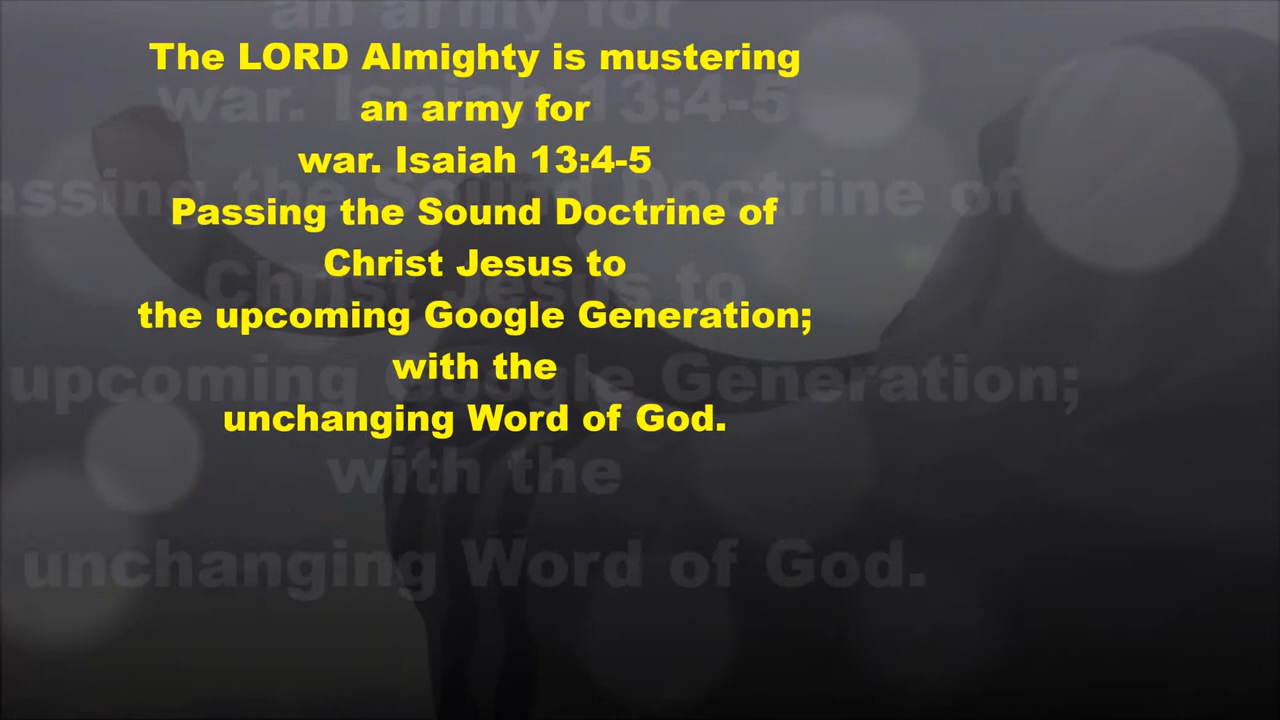 The LORD Almighty is mustering
an army for
war. Isaiah 13:4-5
Passing the Sound Doctrine of
Christ Jesus to
the upcoming Google Generation;
with the
unchanging Word of God.